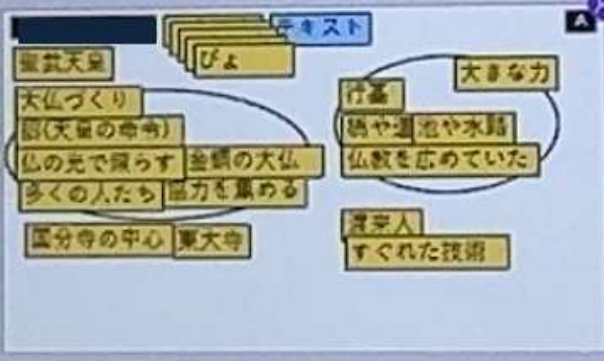 テキスト
A
びよ
聖武天皇
大仏づくり
詔(天皇の命令)
仏の光で照らす 金銅の大仏
多くの人たち 協力を集める
国分寺の中心 東大寺
大きな力
行基
橋や道 池や水路
仏教を広めていた
渡来人
すぐれた技術